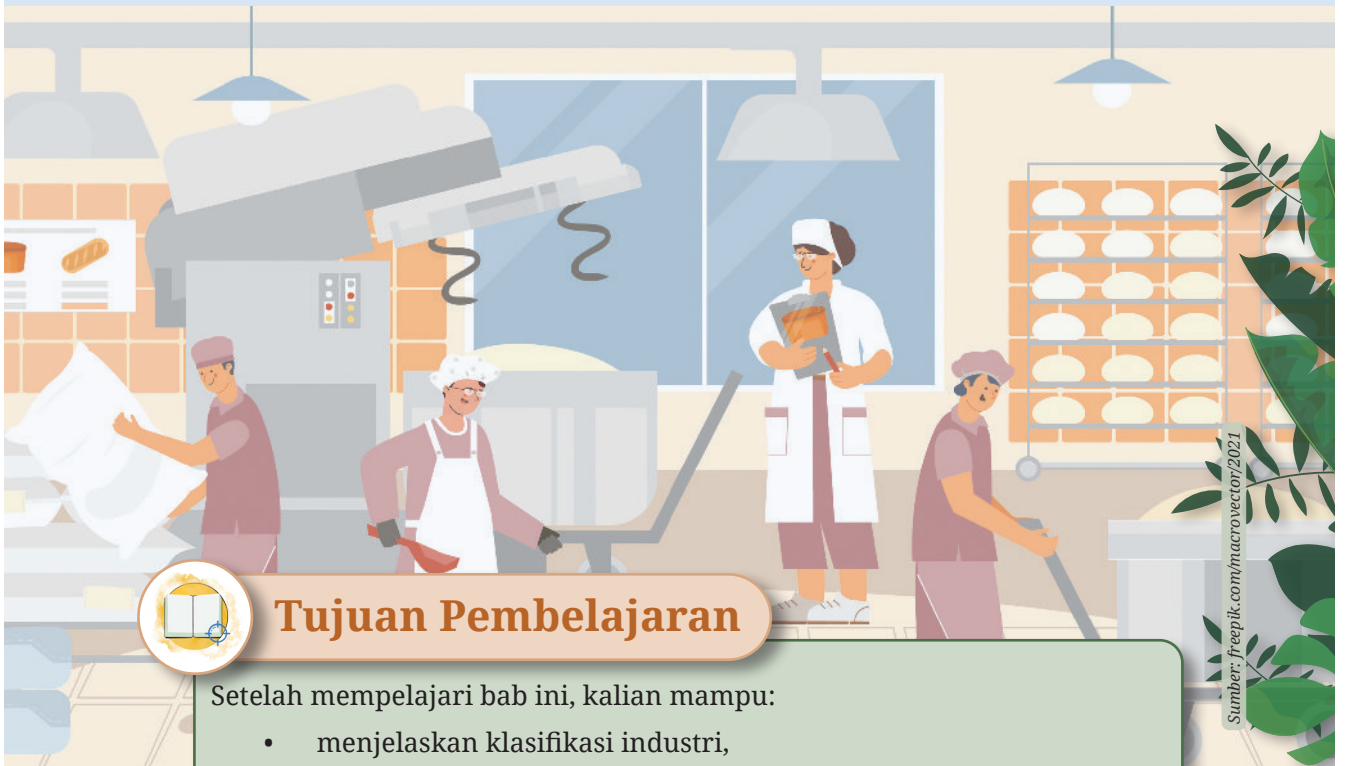 Tujuan Pembelajaran
Setelah mempelajari bab ini, kalian mampu:
• menjelaskan klasifikasi industri,
Sumber: freepik.com/macrovector/2021